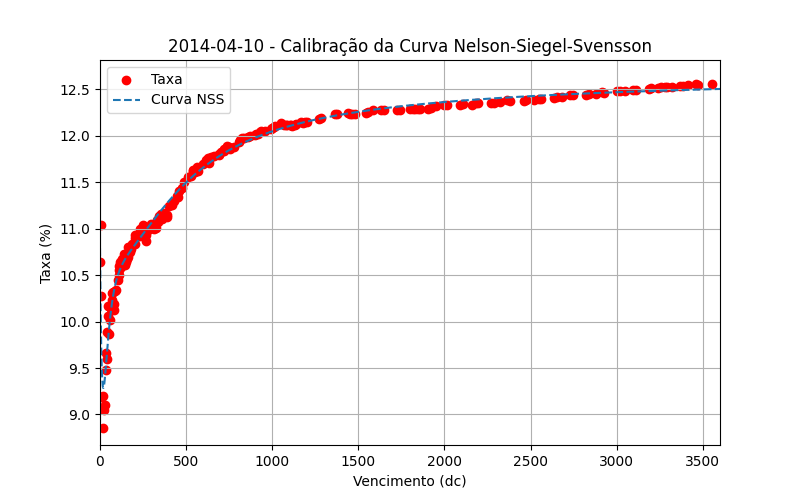 2014-04-10 - Calibração da Curva Nelson-Siegel-Svensson
Taxa
Curva NSS
Taxa (%)
12.5
12.0
11.5
11.0
10.5
10.0
9.5
9.0
0 500 1000 1500 2000 2500 3000 3500
Vencimento (dc)